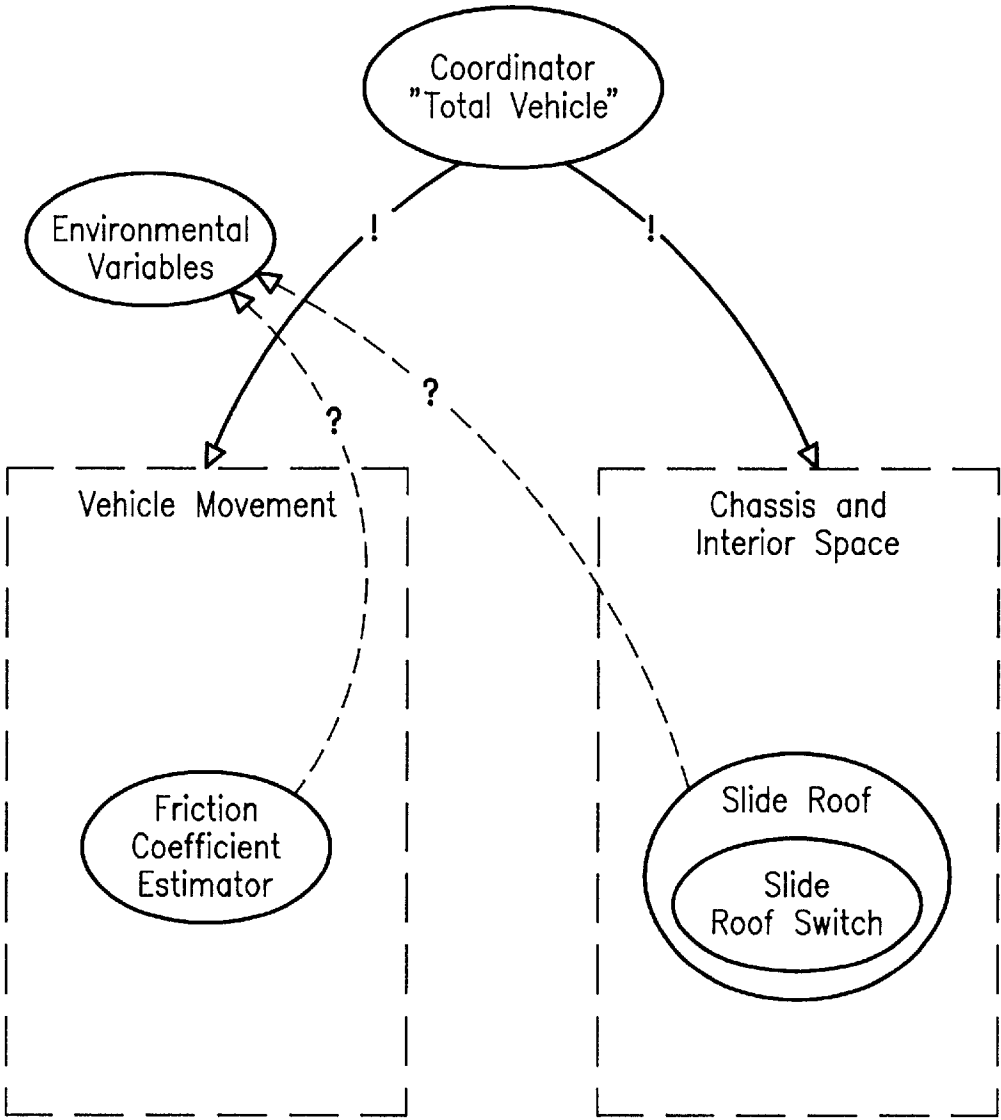 Coordinator
"Total Vehicle"
Environmental
Variables
!
!
?
?
Vehicle Movement
Chassis and
Interior Space
Friction
Coefficient
Estimator
Slide Roof
Slide
Roof Switch